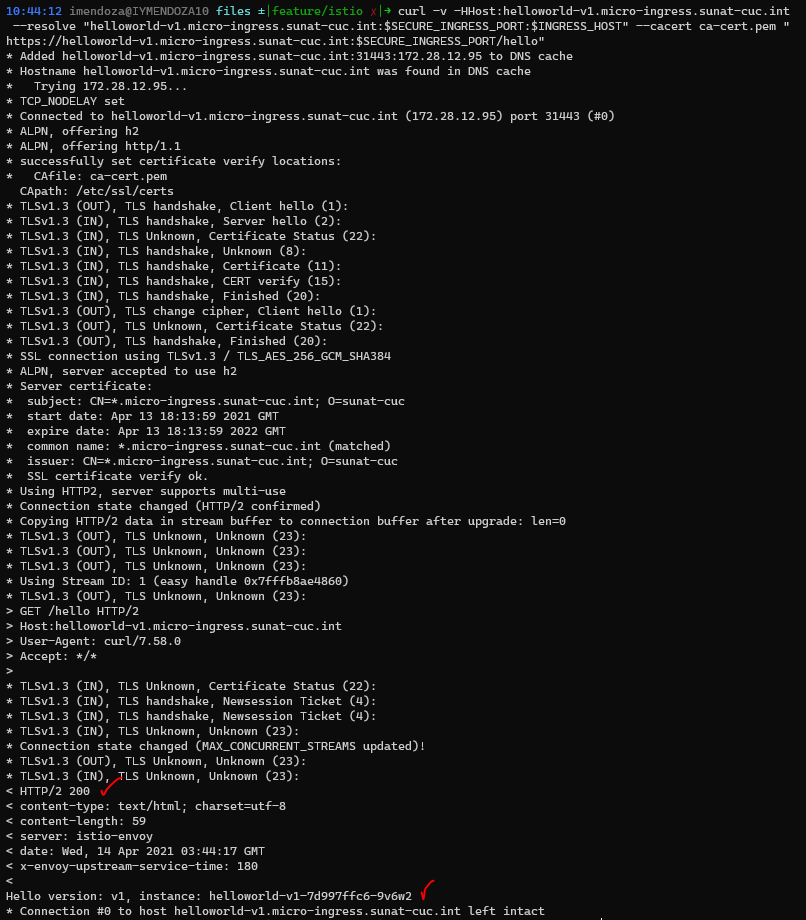 10:44:12 imendoza@IYMENDOZA10 files ±|feature/istio x|→ curl -v -HHost:helloworld-v1.micro-ingress.sunat-cuc.int
 --resolve "helloworld-v1.micro-ingress.sunat-cuc.int:$SECURE_INGRESS_PORT:$INGRESS_HOST" --cacert ca-cert.pem "
https://helloworld-v1.micro-ingress.sunat-cuc.int:$SECURE_INGRESS_PORT/hello"
* Added helloworld-v1.micro-ingress.sunat-cuc.int:31443:172.28.12.95 to DNS cache
* Hostname helloworld-v1.micro-ingress.sunat-cuc.int was found in DNS cache
*   Trying 172.28.12.95...
* TCP_NODELAY set
* Connected to helloworld-v1.micro-ingress.sunat-cuc.int (172.28.12.95) port 31443 (#0)
* ALPN, offering h2
* ALPN, offering http/1.1
* successfully set certificate verify locations:
*   CAfile: ca-cert.pem
  CApath: /etc/ssl/certs
* TLSv1.3 (OUT), TLS handshake, Client hello (1):
* TLSv1.3 (IN), TLS handshake, Server hello (2):
* TLSv1.3 (IN), TLS Unknown, Certificate Status (22):
* TLSv1.3 (IN), TLS handshake, Unknown (8):
* TLSv1.3 (IN), TLS handshake, Certificate (11):
* TLSv1.3 (IN), TLS handshake, CERT verify (15):
* TLSv1.3 (IN), TLS handshake, Finished (20):
* TLSv1.3 (OUT), TLS change cipher, Client hello (1):
* TLSv1.3 (OUT), TLS Unknown, Certificate Status (22):
* TLSv1.3 (OUT), TLS handshake, Finished (20):
* SSL connection using TLSv1.3 / TLS_AES_256_GCM_SHA384
* ALPN, server accepted to use h2
* Server certificate:
*  subject: CN=*.micro-ingress.sunat-cuc.int; O=sunat-cuc
*  start date: Apr 13 18:13:59 2021 GMT
*  expire date: Apr 13 18:13:59 2022 GMT
*  common name: *.micro-ingress.sunat-cuc.int (matched)
*  issuer: CN=*.micro-ingress.sunat-cuc.int; O=sunat-cuc
*  SSL certificate verify ok.
* Using HTTP2, server supports multi-use
* Connection state changed (HTTP/2 confirmed)
* Copying HTTP/2 data in stream buffer to connection buffer after upgrade: len=0
* TLSv1.3 (OUT), TLS Unknown, Unknown (23):
* TLSv1.3 (OUT), TLS Unknown, Unknown (23):
* TLSv1.3 (OUT), TLS Unknown, Unknown (23):
* Using Stream ID: 1 (easy handle 0x7fffb8ae4860)
* TLSv1.3 (OUT), TLS Unknown, Unknown (23):
> GET /hello HTTP/2
> Host:helloworld-v1.micro-ingress.sunat-cuc.int
> User-Agent: curl/7.58.0
> Accept: */*
>
* TLSv1.3 (IN), TLS Unknown, Certificate Status (22):
* TLSv1.3 (IN), TLS handshake, Newsession Ticket (4):
* TLSv1.3 (IN), TLS handshake, Newsession Ticket (4):
* TLSv1.3 (IN), TLS Unknown, Unknown (23):
* Connection state changed (MAX_CONCURRENT_STREAMS updated)!
* TLSv1.3 (OUT), TLS Unknown, Unknown (23):
* TLSv1.3 (IN), TLS Unknown, Unknown (23):
< HTTP/2 200
< content-type: text/html; charset=utf-8
< content-length: 59
< server: istio-envoy
< date: Wed, 14 Apr 2021 03:44:17 GMT
< x-envoy-upstream-service-time: 180
<
Hello version: v1, instance: helloworld-v1-7d997ffc6-9v6w2
* Connection #0 to host helloworld-v1.micro-ingress.sunat-cuc.int left intact